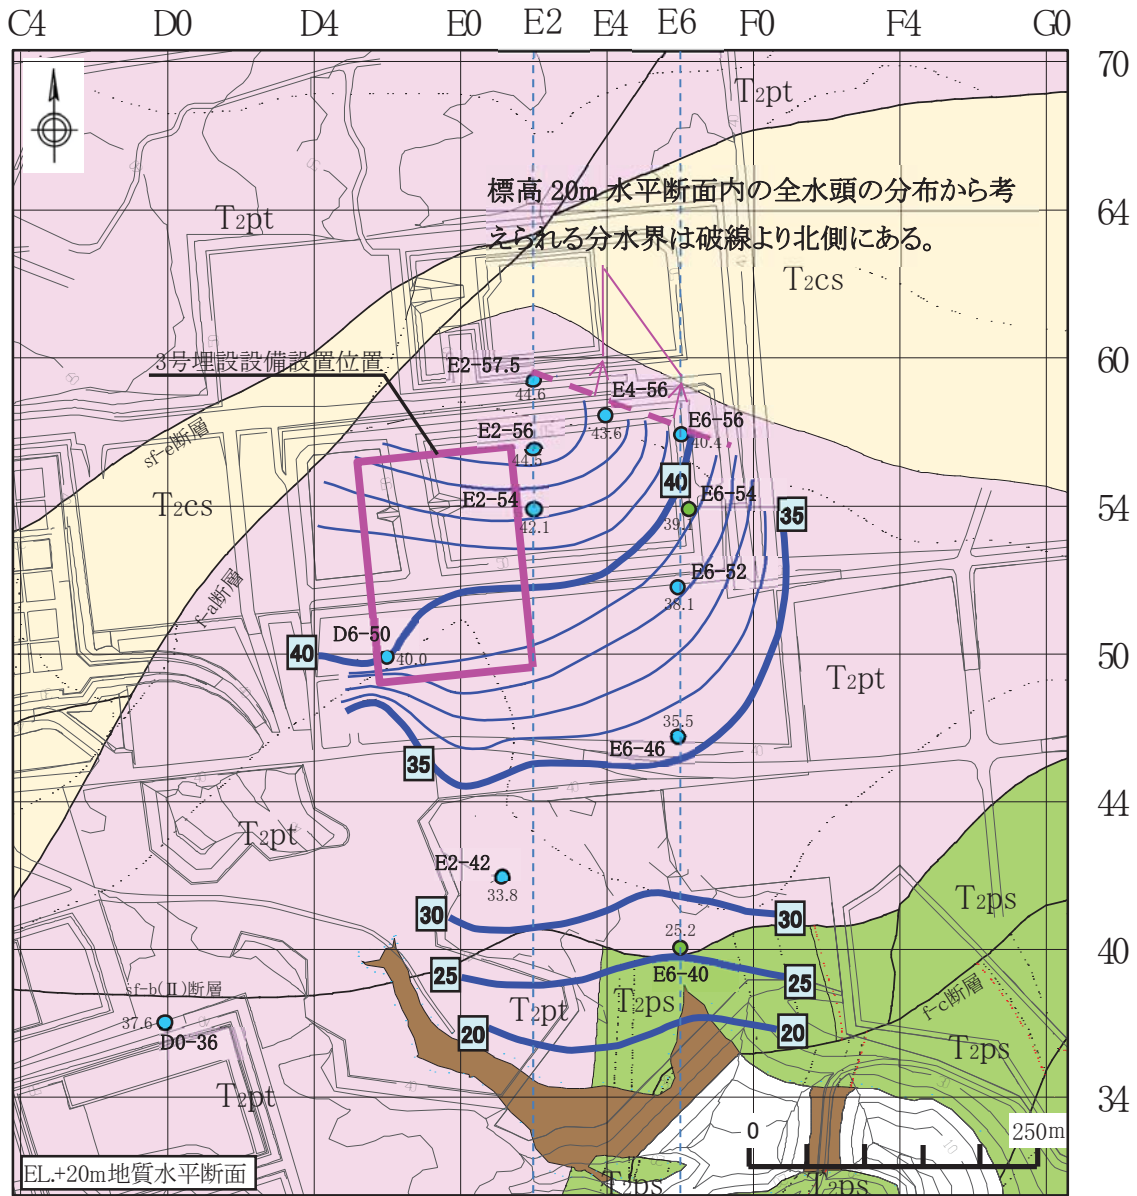 C4 D0 D4 E0 E2 E4 E6 F0 F4 G0
70
T2pt
標高 20m 水平断面内の全水頭の分布から考
えられる分水界は破線より北側にある。
T2pt
64
T2cs
3号埋設設備設置位置
E2-57.5
44.6
60
E4-56
43.6
E6-56
40.4
sf-e断層
E2-56
44.5
T2cs
E2-54
42.1
40
E6-54
39.1
35
54
f-a断層
E6-52
38.1
D6-50
40.0
40
50
T2pt
35.5
E6-46
35
44
T2pt
E2-42
33.8
30
30
T2ps
25.2
E6-40
40
25
25
sf-b(Ⅱ)断層
T2pt
T2ps
f-c断層
37.6
D0-36
20
20
T2ps
T2pt
34
0
250m
EL.+20m地質水平断面
T2ps
T2ps